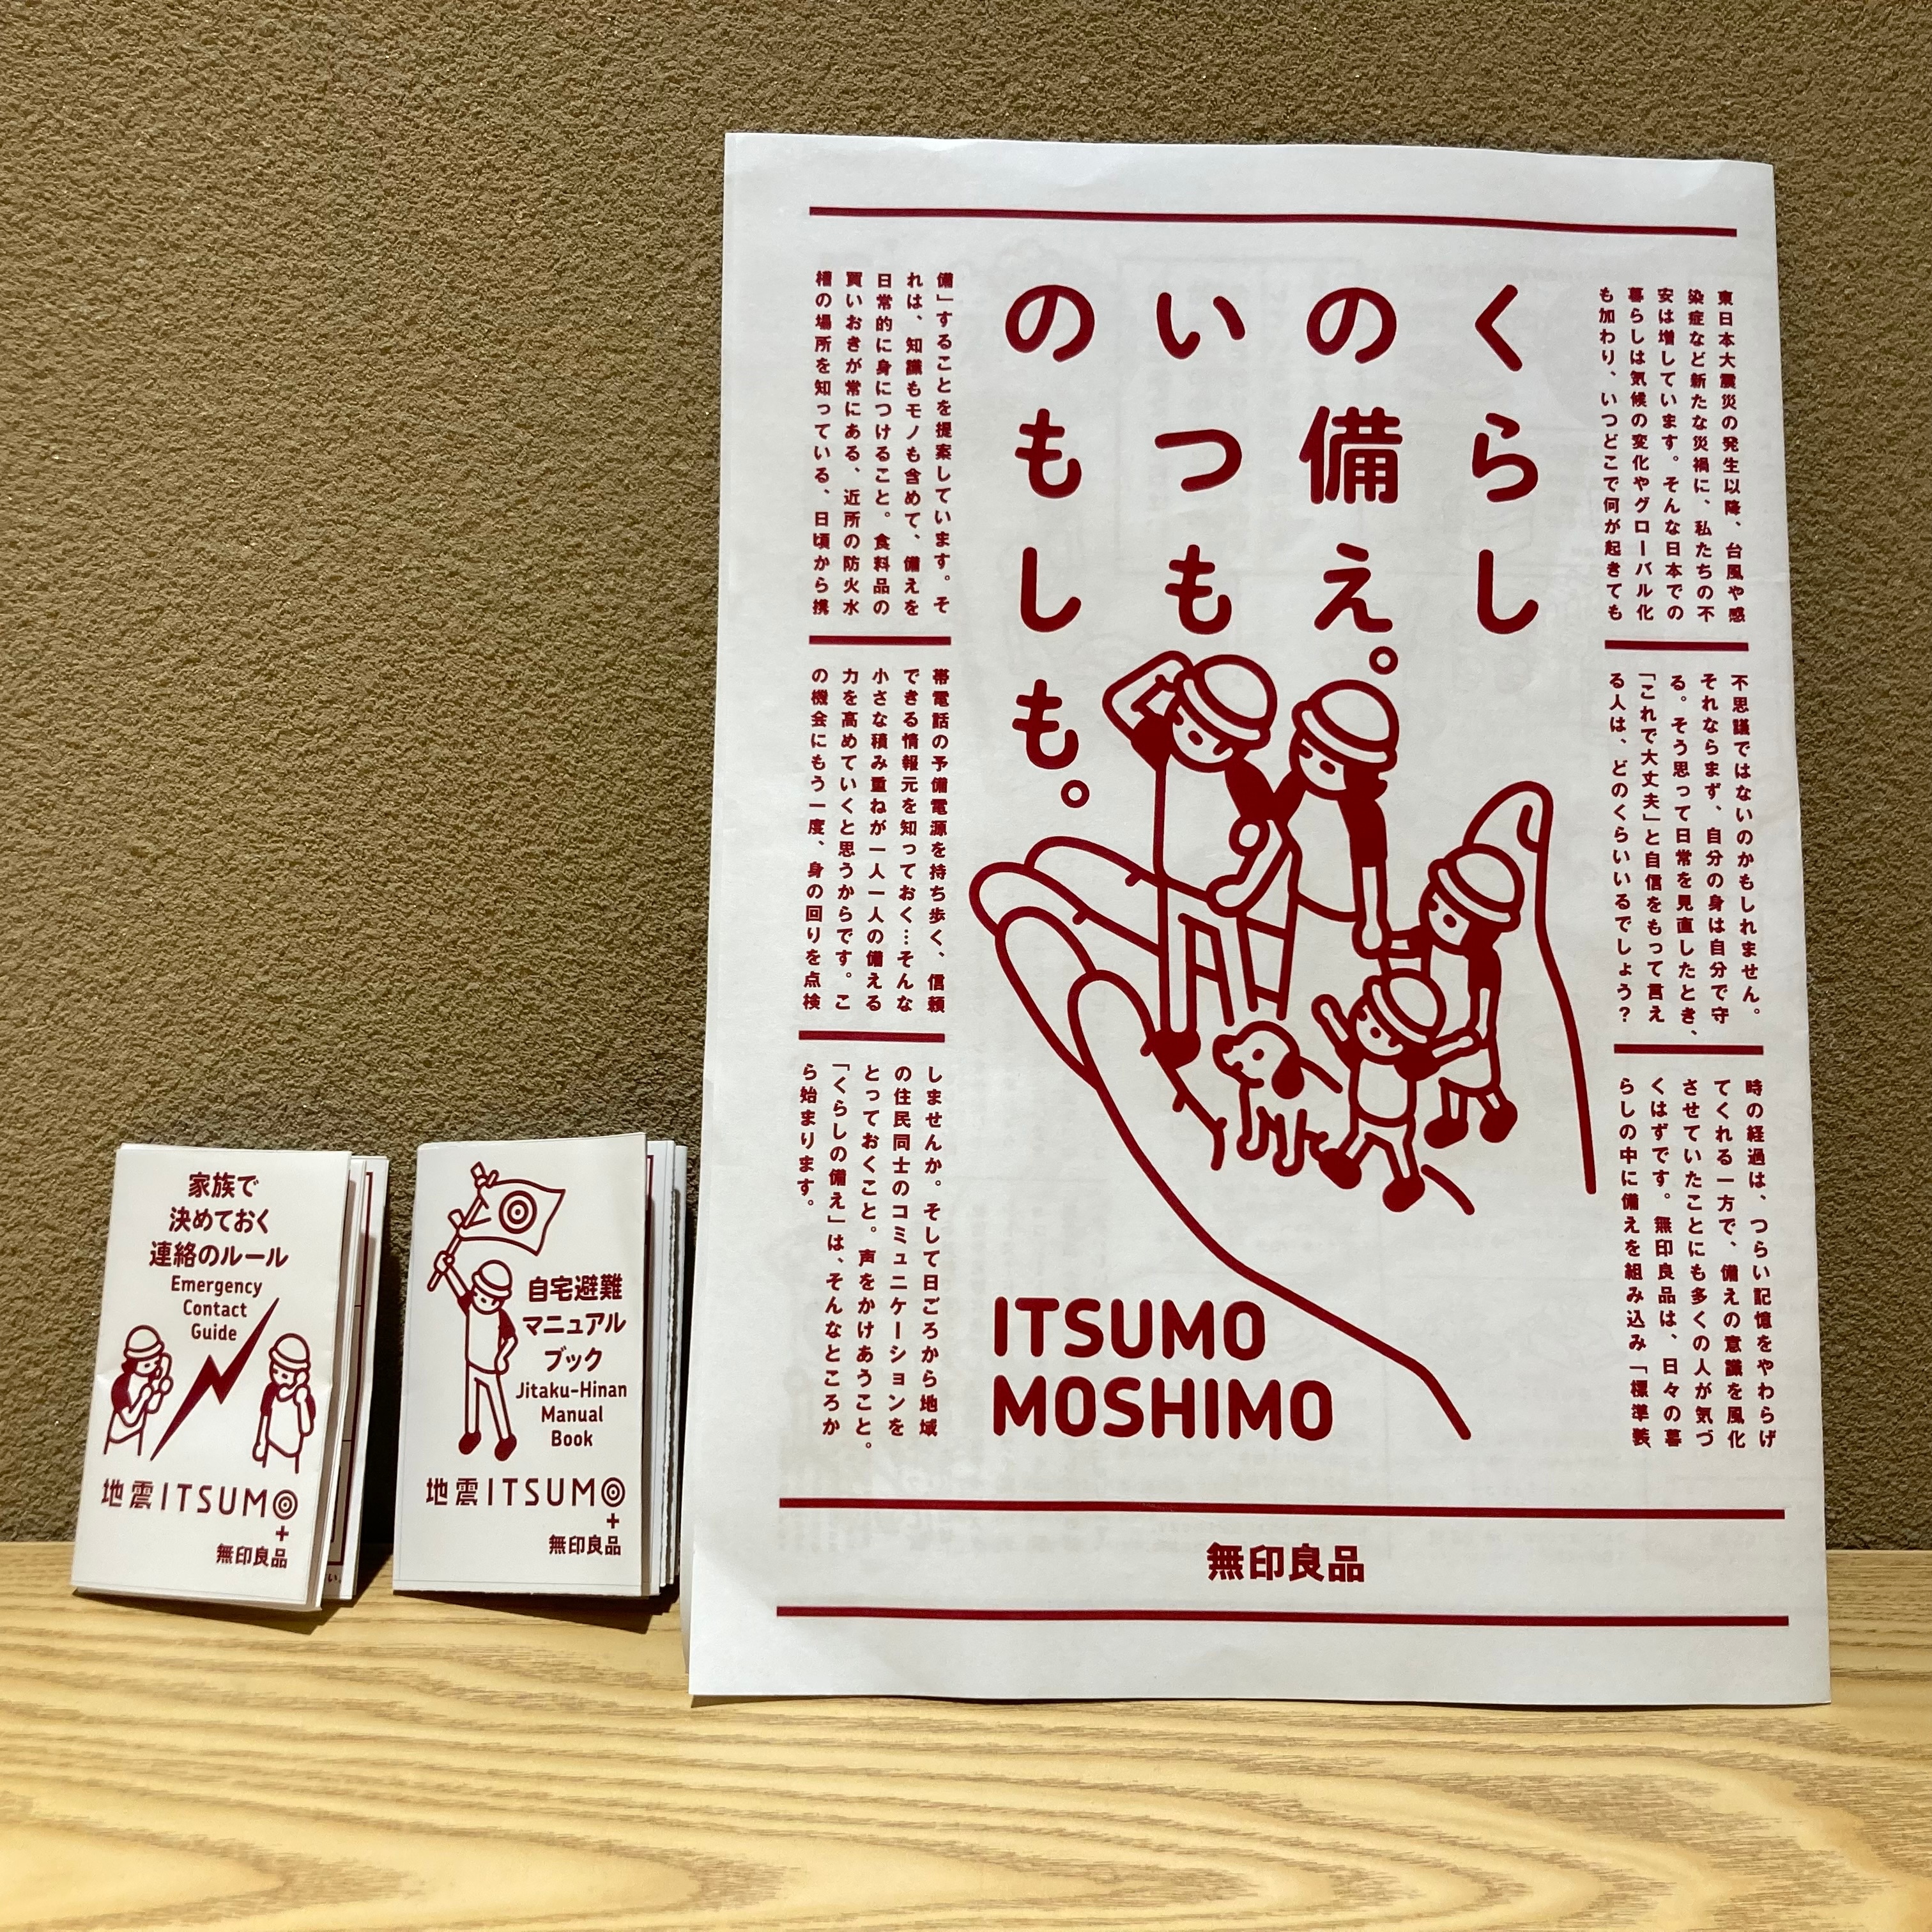 家族で
決めておく
連絡のルール
Emergency
Contact
Guide
地震ITSUMO
+
無印良品
自宅避難
マニュアル
ブック
Jitaku-Hinan
Manual
Book
地震ITSUMO
+
無印良品
くらし
の備え。
いつも
のもしも。
東日本大震災の発生以降、台風や感
染症など新たな災禍に、私たちの不
安は増しています。そんな日本での
暮らしは気候の変化やグローバル化
も加わり、いつどこで何が起きても
不思議ではないのかもしれません。
それならまず、自分の身は自分で守
る。そう思って日常を見直したとき、
「これで大丈夫」と自信をもって言え
る人は、どのくらいいるでしょう？
時の経過は、つらい記憶をやわらげ
てくれる一方で、備えの意識を風化
させていたことにも多くの人が気づ
くはずです。無印良品は、日々の暮
らしの中に備えを組み込み「標準装
備」することを提案しています。そ
れは、知識もモノも含めて、備えを
日常的に身につけること。食料品の
買いおきが常にある、近所の防火水
槽の場所を知っている、日頃から携
帯電話の予備電源を持ち歩く、信頼
できる情報元を知っておく…そんな
小さな積み重ねが一人一人の備える
力を高めていくと思うからです。こ
の機会にもう一度、身の回りを点検
しませんか。そして日ごろから地域
の住民同士のコミュニケーションを
とっておくこと。声をかけあうこと。
「くらしの備え」は、そんなところか
ら始まります。
ITSUMO
MOSHIMO
無印良品